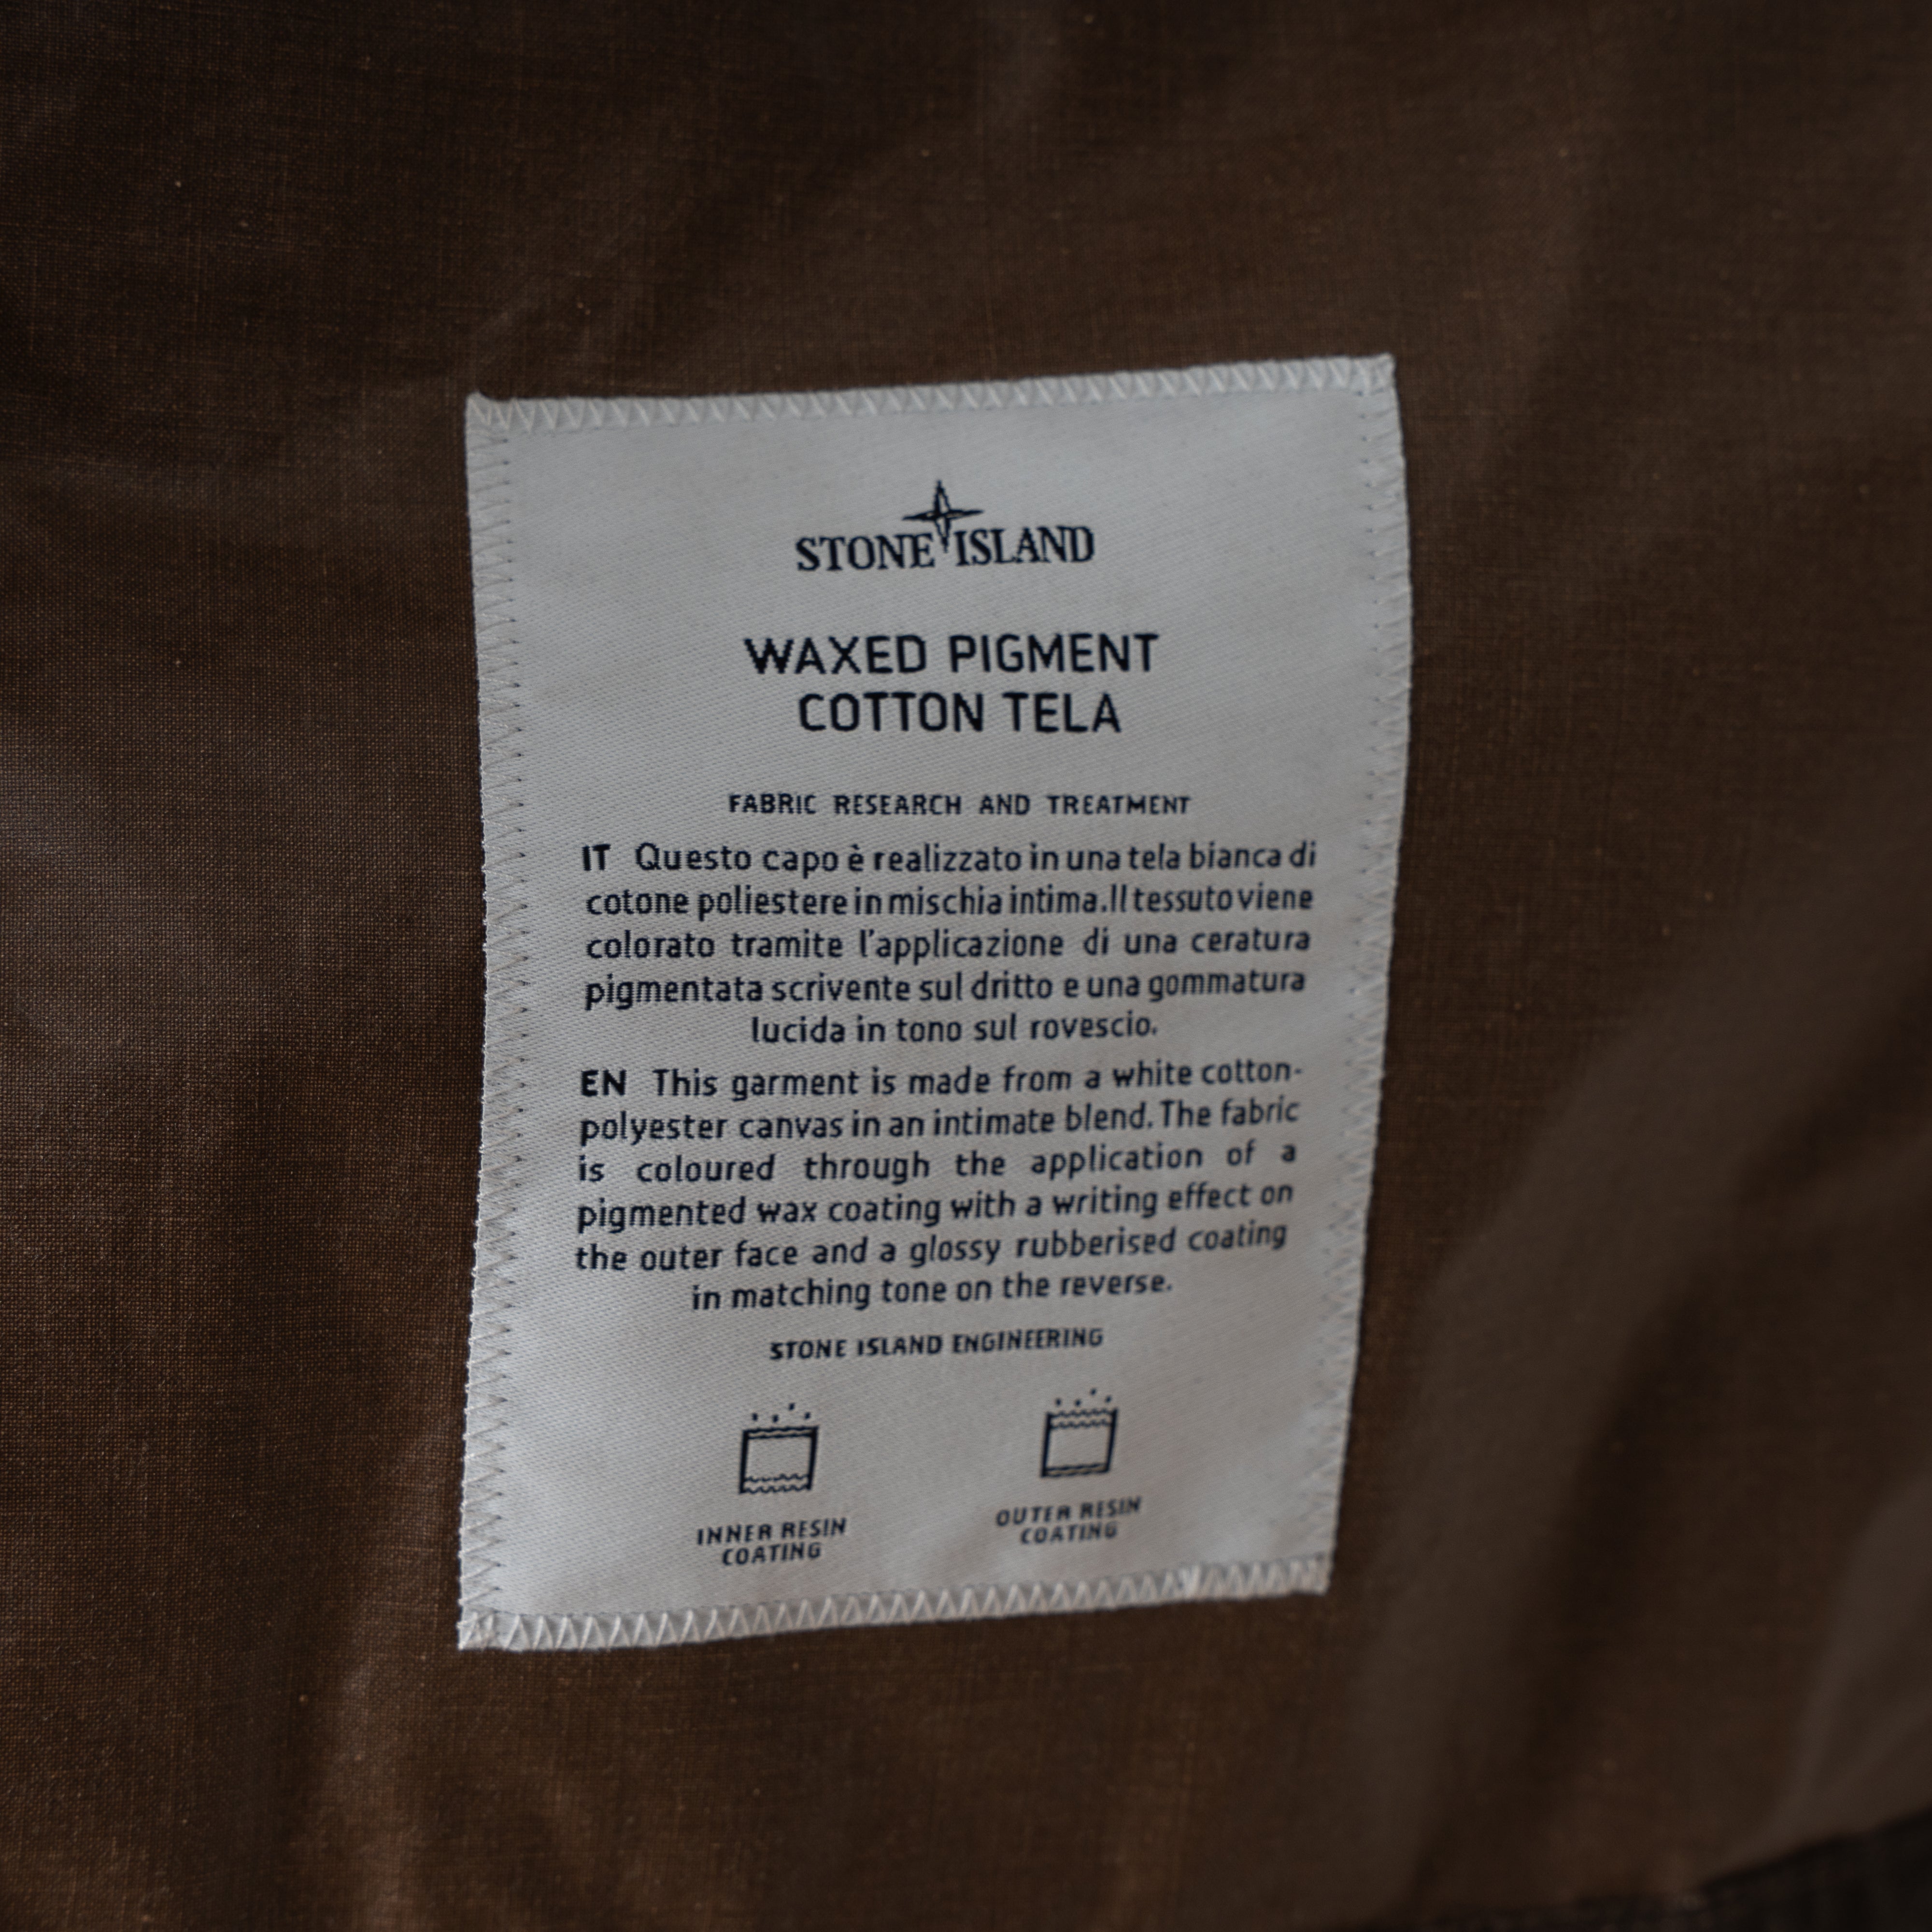 STONE ISLAND
WAXED PIGMENT
COTTON TELA
FABRIC RESEARCH AND TREATMENT
IT Questo capo è realizzato in una tela bianca di
cotone poliestere in mischia intima. Il tessuto viene
colorato tramite l'applicazione di una ceratura
pigmentata scrivente sul dritto e una gommatura
lucida in tono sul rovescio.
EN This garment is made from a white cotton-
polyester canvas in an intimate blend. The fabric
is coloured through the application of a
pigmented wax coating with a writing effect on
the outer face and a glossy rubberised coating
in matching tone on the reverse.
STONE ISLAND ENGINEERING
INNER RESIN
COATING
OUTER RESIN
COATING